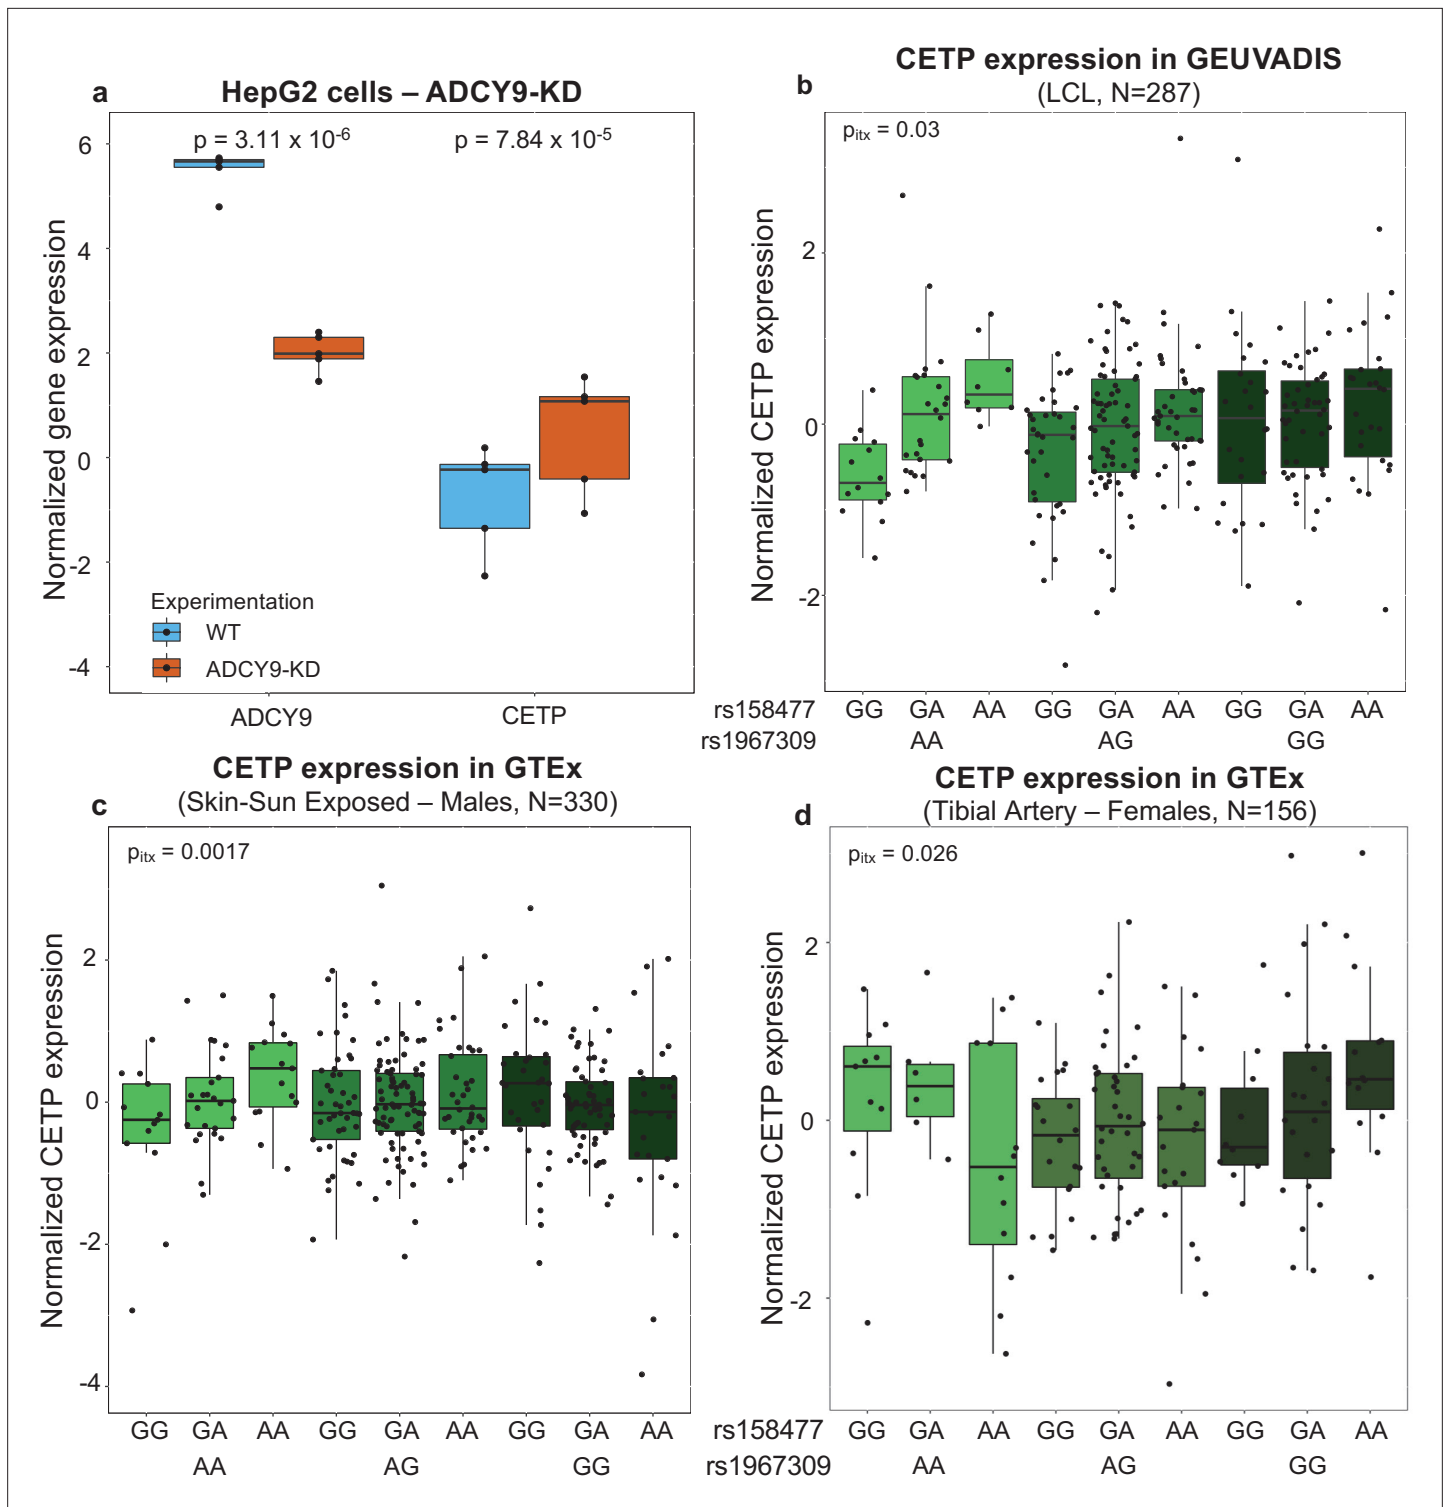 a
HepG2 cells – ADCY9-KD
p = 3.11 x 10-6
p = 7.84 x 10-5
Normalized gene expression
6
4
2
0
-2
-4
Experimentation
WT
ADCY9-KD
ADCY9
CETP
b
CETP expression in GEUVADIS
(LCL, N=287)
pitx = 0.03
Normalized CETP expression
2
0
-2
rs158477 GG GA AA GG GA AA GG GA AA
rs1967309 AA AG GG
c
CETP expression in GTEx
(Skin-Sun Exposed – Males, N=330)
pitx = 0.0017
Normalized CETP expression
2
0
-2
-4
GG GA AA GG GA AA GG GA AA
AA AG GG
d
CETP expression in GTEx
(Tibial Artery – Females, N=156)
pitx = 0.026
Normalized CETP expression
2
0
-2
rs158477 GG GA AA GG GA AA GG GA AA
rs1967309 AA AG GG